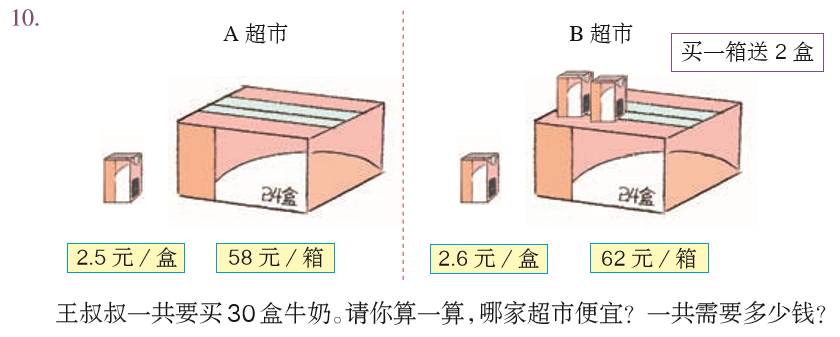 10.
A 超市
B 超市
买一箱送 2 盒
24盒
24盒
2.5 元 / 盒
58 元 / 箱
2.6 元 / 盒
62 元 / 箱
王叔叔一共要买 30 盒牛奶。请你算一算，哪家超市便宜？一共需要多少钱？